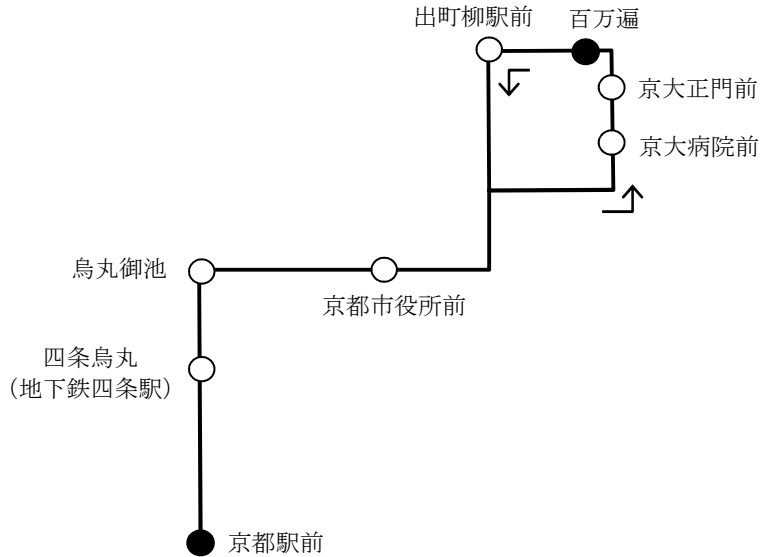 出町柳駅前
百万遍
京大正門前
京大病院前
烏丸御池
京都市役所前
四条烏丸
（地下鉄四条駅）
京都駅前